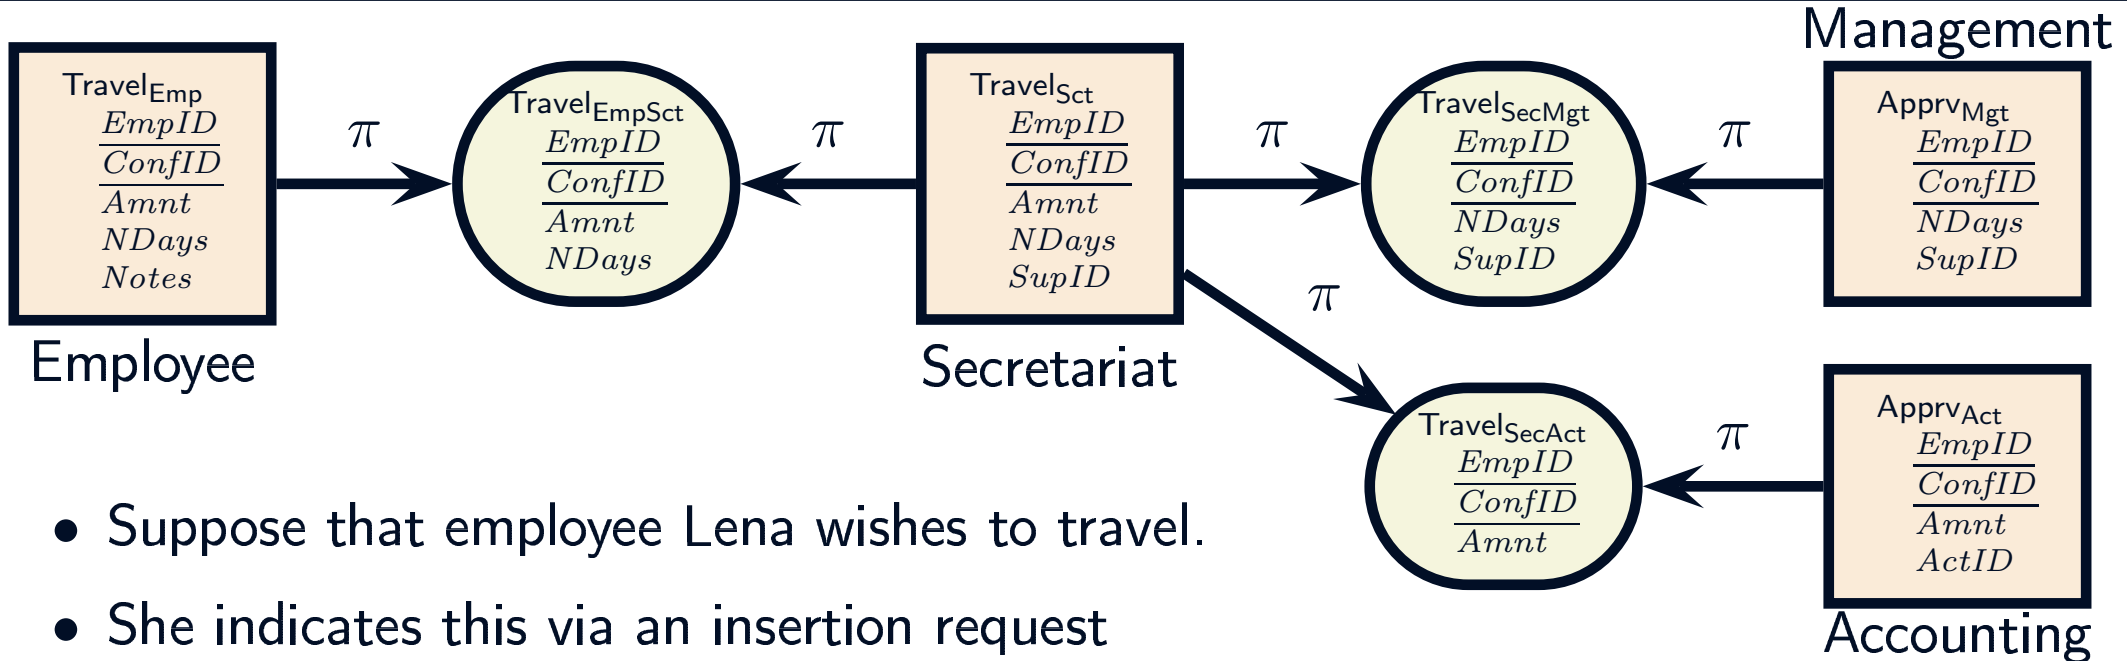 Management
Travel_Emp
EmpID
ConfID
Amnt
NDays
Notes
Employee
π
Travel_EmpSct
EmpID
ConfID
Amnt
NDays
π
Travel_Sct
EmpID
ConfID
Amnt
NDays
SupID
Secretariat
π
Travel_SecMgt
EmpID
ConfID
NDays
SupID
π
Apprv_Mgt
EmpID
ConfID
NDays
SupID
π
Travel_SecAct
EmpID
ConfID
Amnt
π
Apprv_Act
EmpID
ConfID
Amnt
ActID
Accounting
• Suppose that employee Lena wishes to travel.
• She indicates this via an insertion request